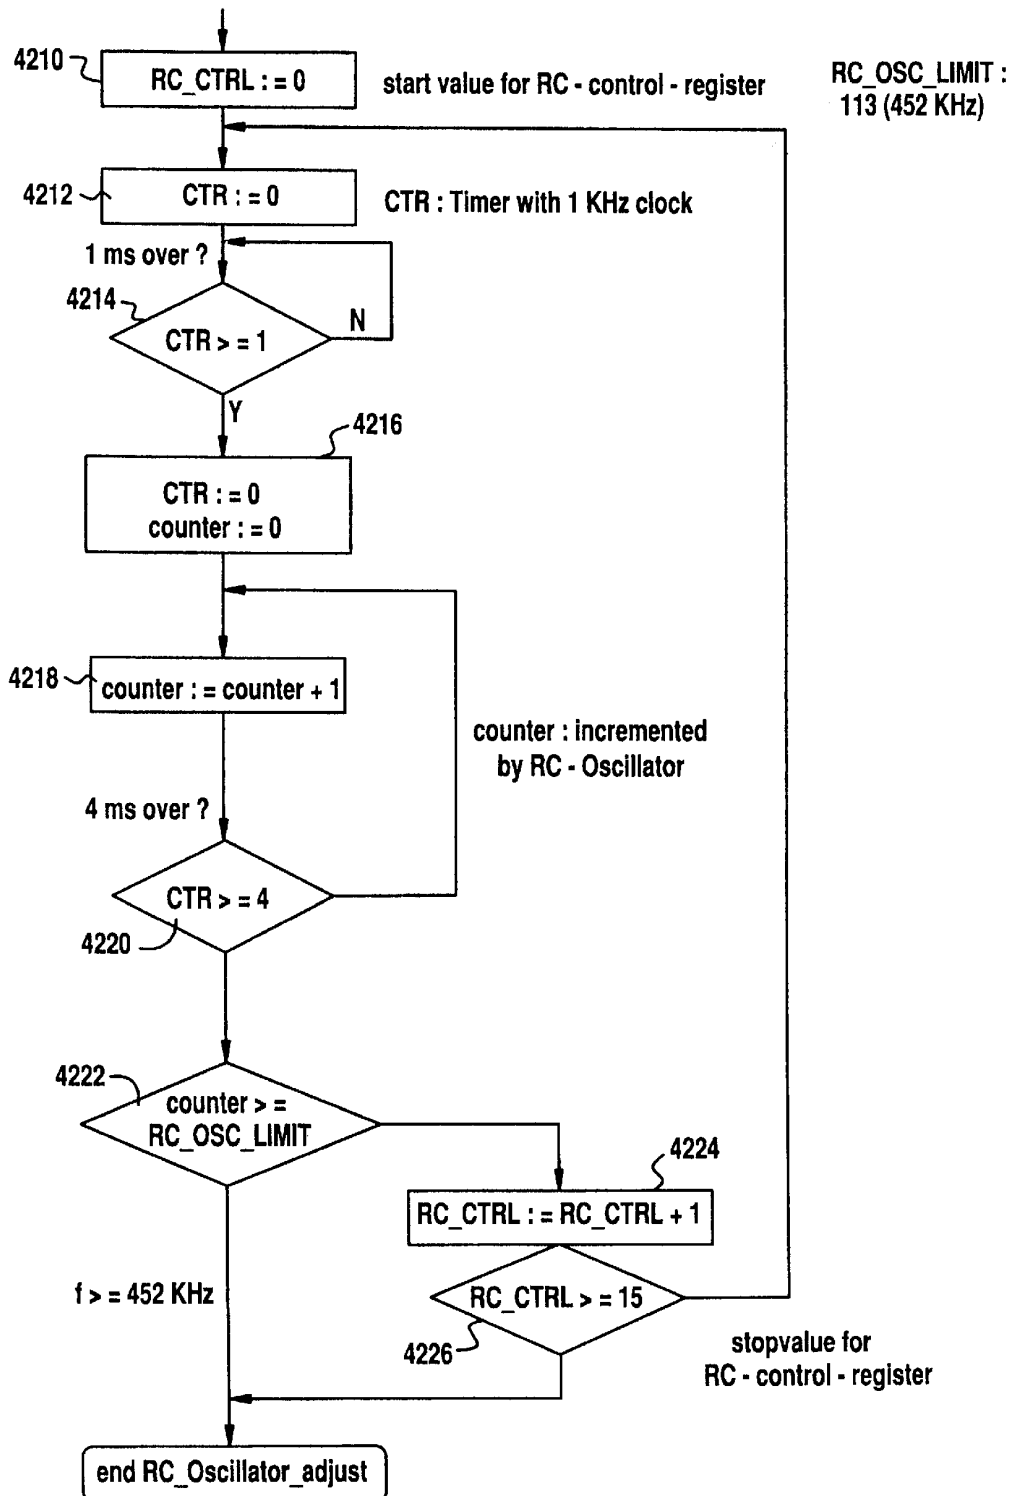 4210
RC_CTRL : = 0
start value for RC - control - register
RC_OSC_LIMIT :
113 (452 KHz)
4212
CTR : = 0
CTR : Timer with 1 KHz clock
1 ms over ?
4214
CTR > = 1
N
Y
4216
CTR : = 0
counter : = 0
4218
counter : = counter + 1
counter : incremented
by RC - Oscillator
4 ms over ?
CTR > = 4
4220
4222
counter > =
RC_OSC_LIMIT
4224
RC_CTRL : = RC_CTRL + 1
f > = 452 KHz
RC_CTRL > = 15
4226
stopvalue for
RC - control - register
end RC_Oscillator_adjust